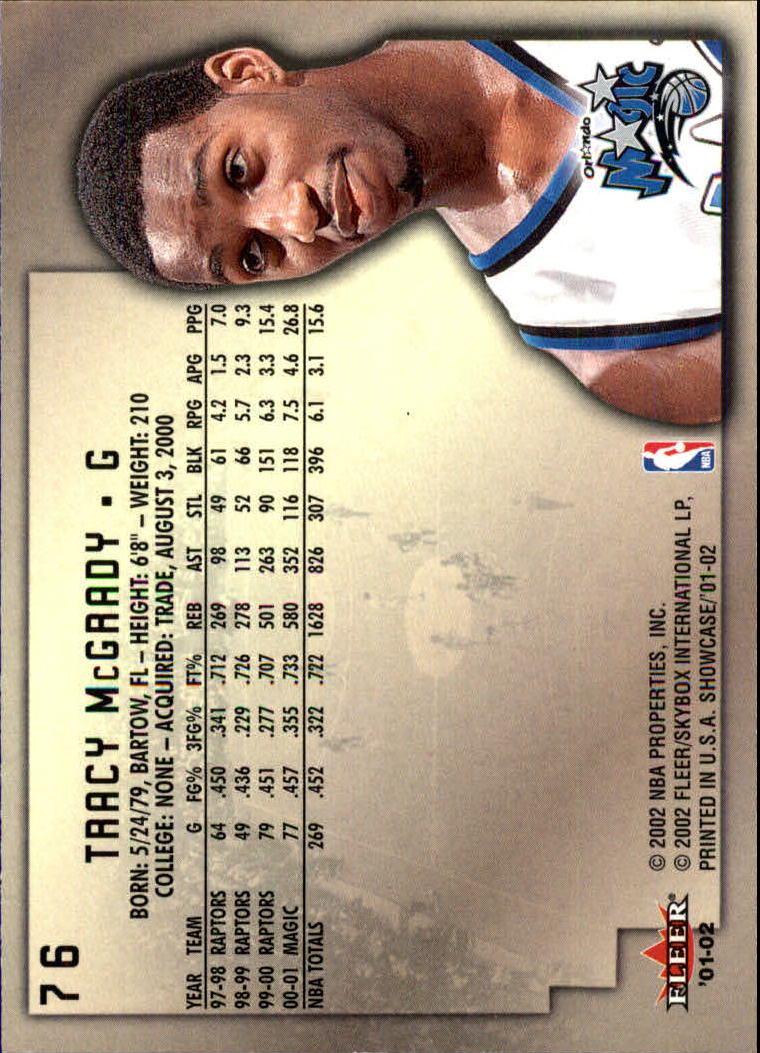 76
TRACY McGRADY • G
BORN: 5/24/79, BARTOW, FL – HEIGHT: 6'8" – WEIGHT: 210
COLLEGE: NONE – ACQUIRED: TRADE, AUGUST 3, 2000
YEAR TEAM G FG% 3FG% FT% REB AST STL BLK RPG APG PPG
97-98 RAPTORS 64 .450 .341 .712 269 98 49 61 4.2 1.5 7.0
98-99 RAPTORS 49 .436 .229 .726 278 113 52 66 5.7 2.3 9.3
99-00 RAPTORS 79 .451 .277 .707 501 263 90 151 6.3 3.3 15.4
00-01 MAGIC 77 .457 .355 .733 580 352 116 118 7.5 4.6 26.8
NBA TOTALS 269 .452 .322 .722 1628 826 307 396 6.1 3.1 15.6
Orlando
MAGIC
FLEER®
'01-02
© 2002 NBA PROPERTIES, INC.
© 2002 FLEER/SKYBOX INTERNATIONAL LP,
PRINTED IN U.S.A. SHOWCASE/'01-02
NBA